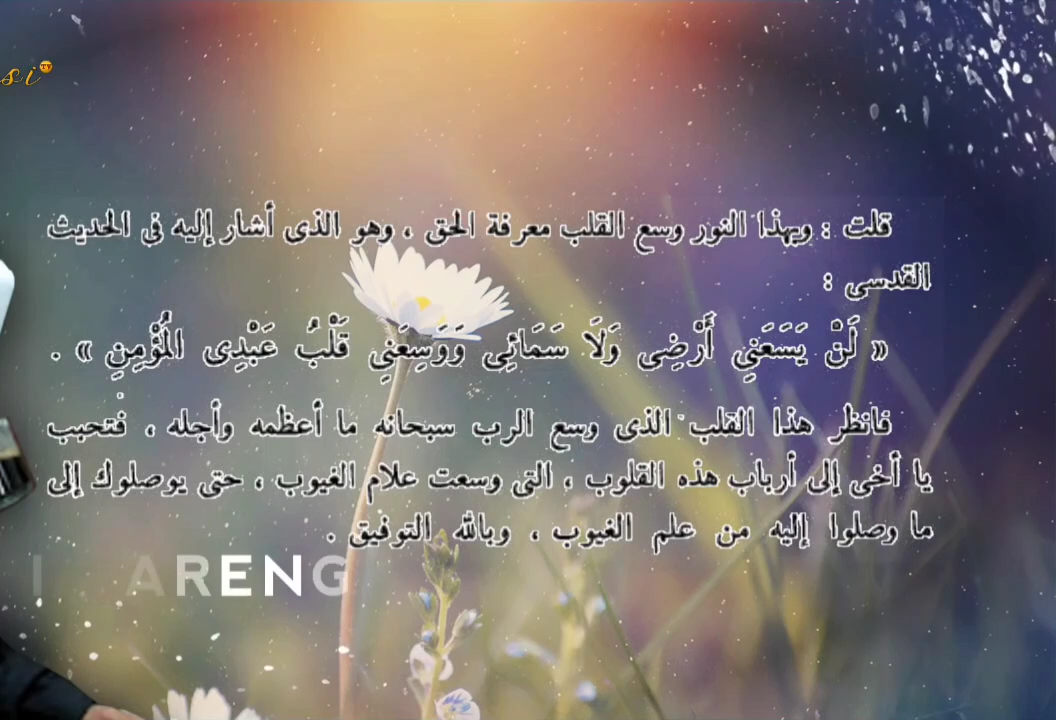 si TV
قلت : وبهذا النور وسع القلب معرفة الحق ، وهو الذى أشار إليه فى الحديث
القدسى :
« لَنْ يَسَعَنِي أَرْضِى وَلَا سَمَائِى وَوَسِعَنِي قَلْبُ عَبْدِى الْمُؤْمِنِ » .
فانظر هذا القلب الذى وسع الرب سبحانه ما أعظمه وأجله ، فتحبب
يا أخى إلى أرباب هذه القلوب ، التى وسعت علام الغيوب ، حتى يوصلوك إلى
ما وصلوا إليه من علم الغيوب ، وبالله التوفيق .
I ARENG